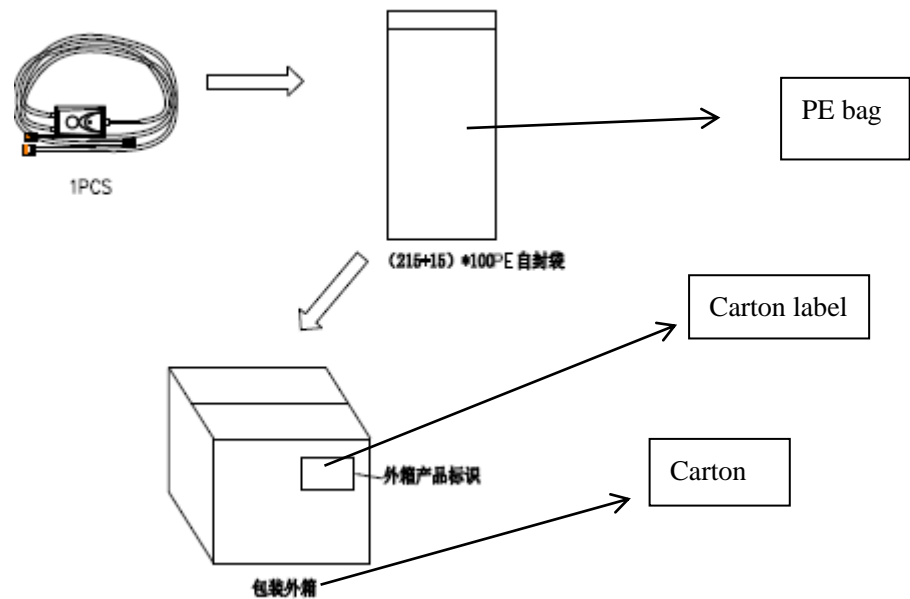 PE bag
1PCS
（215+15）*100PE自封袋
Carton label
外箱产品标识
Carton
包装外箱